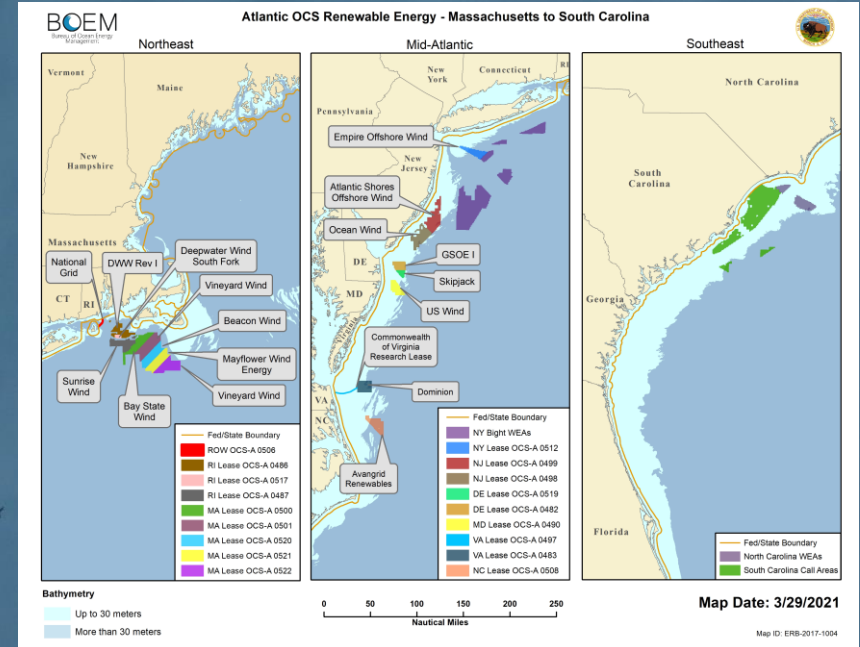 BOEM
Bureau of Ocean Energy
Management
Atlantic OCS Renewable Energy - Massachusetts to South Carolina
Northeast
Mid-Atlantic
Southeast
Vermont
Maine
New
Hampshire
Massachusetts
CT
RI
National
Grid
DWW Rev I
Deepwater Wind
South Fork
Vineyard Wind
Beacon Wind
Mayflower Wind
Energy
Vineyard Wind
Sunrise
Wind
Bay State
Wind
Fed/State Boundary
ROW OCS-A 0506
RI Lease OCS-A 0486
RI Lease OCS-A 0517
RI Lease OCS-A 0487
MA Lease OCS-A 0500
MA Lease OCS-A 0501
MA Lease OCS-A 0520
MA Lease OCS-A 0521
MA Lease OCS-A 0522
New
York
Connecticut
RI
Pennsylvania
Empire Offshore Wind
New
Jersey
Atlantic Shores
Offshore Wind
Ocean Wind
DE
GSOE I
Skipjack
MD
US Wind
Virginia
Commonwealth
of Virginia
Research Lease
Dominion
VA
NC
Avangrid
Renewables
Fed/State Boundary
NY Bight WEAs
NY Lease OCS-A 0512
NJ Lease OCS-A 0499
NJ Lease OCS-A 0498
DE Lease OCS-A 0519
DE Lease OCS-A 0482
MD Lease OCS-A 0490
VA Lease OCS-A 0497
VA Lease OCS-A 0483
NC Lease OCS-A 0508
North Carolina
South
Carolina
Georgia
Florida
Fed/State Boundary
North Carolina WEAs
South Carolina Call Areas
Bathymetry
Up to 30 meters
More than 30 meters
0 50 100 150 200 250
Nautical Miles
Map Date: 3/29/2021
Map ID: ERB-2017-1004